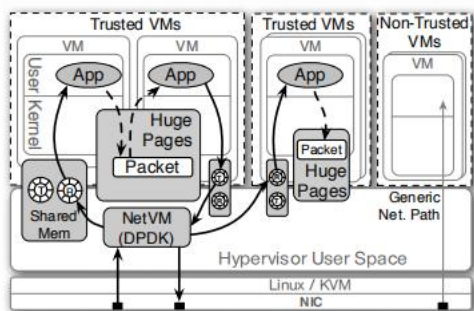 Trusted VMs
Trusted VMs
Non-Trusted
VMs
VM
VM
VM
VM
User
Kernel
App
App
App
Huge
Pages
Packet
Packet
Huge
Pages
T
R
Shared
Mem
T
R
R
NetVM
(DPDK)
Generic
Net. Path
Hypervisor User Space
Linux / KVM
NIC